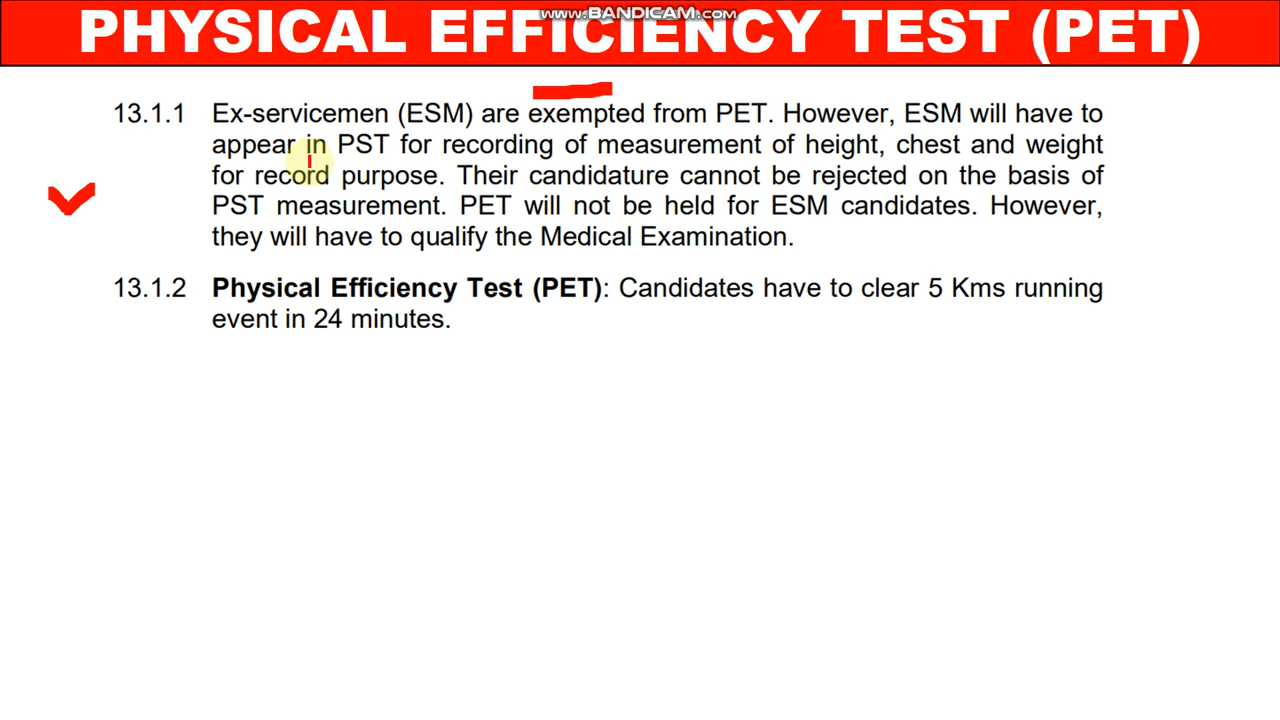 www.BANDICAM.com
PHYSICAL EFFICIENCY TEST (PET)
13.1.1 Ex-servicemen (ESM) are exempted from PET. However, ESM will have to
appear in PST for recording of measurement of height, chest and weight
for record purpose. Their candidature cannot be rejected on the basis of
PST measurement. PET will not be held for ESM candidates. However,
they will have to qualify the Medical Examination.
13.1.2 Physical Efficiency Test (PET): Candidates have to clear 5 Kms running
event in 24 minutes.